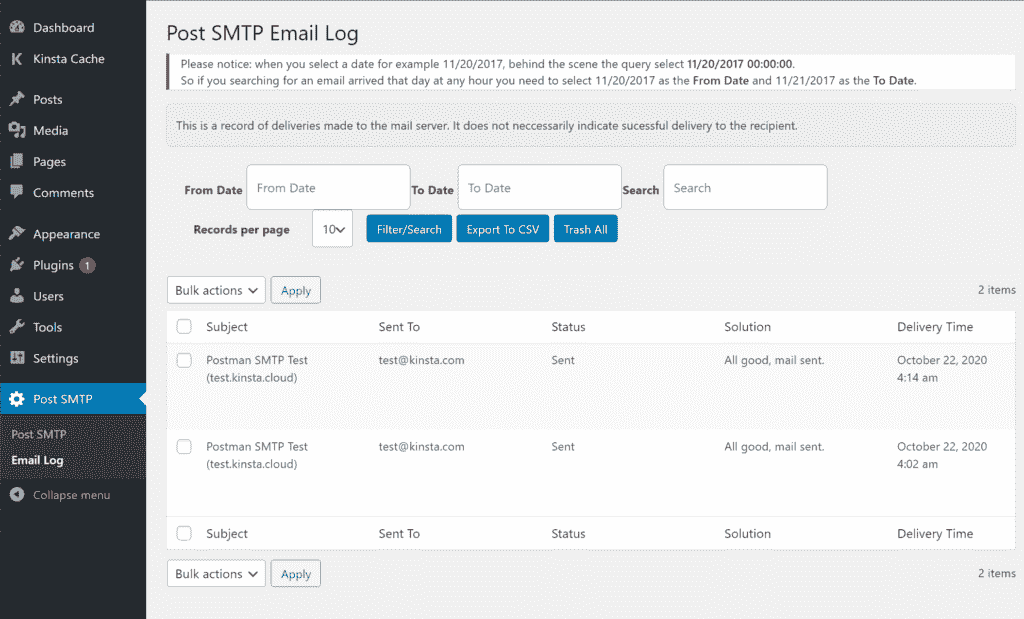 Dashboard
Kinsta Cache
Posts
Media
Pages
Comments
Appearance
Plugins 1
Users
Tools
Settings
Post SMTP
Post SMTP
Email Log
Collapse menu
Post SMTP Email Log
Please notice: when you select a date for example 11/20/2017, behind the scene the query select 11/20/2017 00:00:00.
So if you searching for an email arrived that day at any hour you need to select 11/20/2017 as the From Date and 11/21/2017 as the To Date.
This is a record of deliveries made to the mail server. It does not neccessarily indicate sucessful delivery to the recipient.
From Date From Date To Date To Date Search Search
Records per page 10 Filter/Search Export To CSV Trash All
Bulk actions Apply 2 items
Subject Sent To Status Solution Delivery Time
Postman SMTP Test test@kinsta.com Sent All good, mail sent. October 22, 2020
(test.kinsta.cloud) 4:14 am
Postman SMTP Test test@kinsta.com Sent All good, mail sent. October 22, 2020
(test.kinsta.cloud) 4:02 am
Subject Sent To Status Solution Delivery Time
Bulk actions Apply 2 items